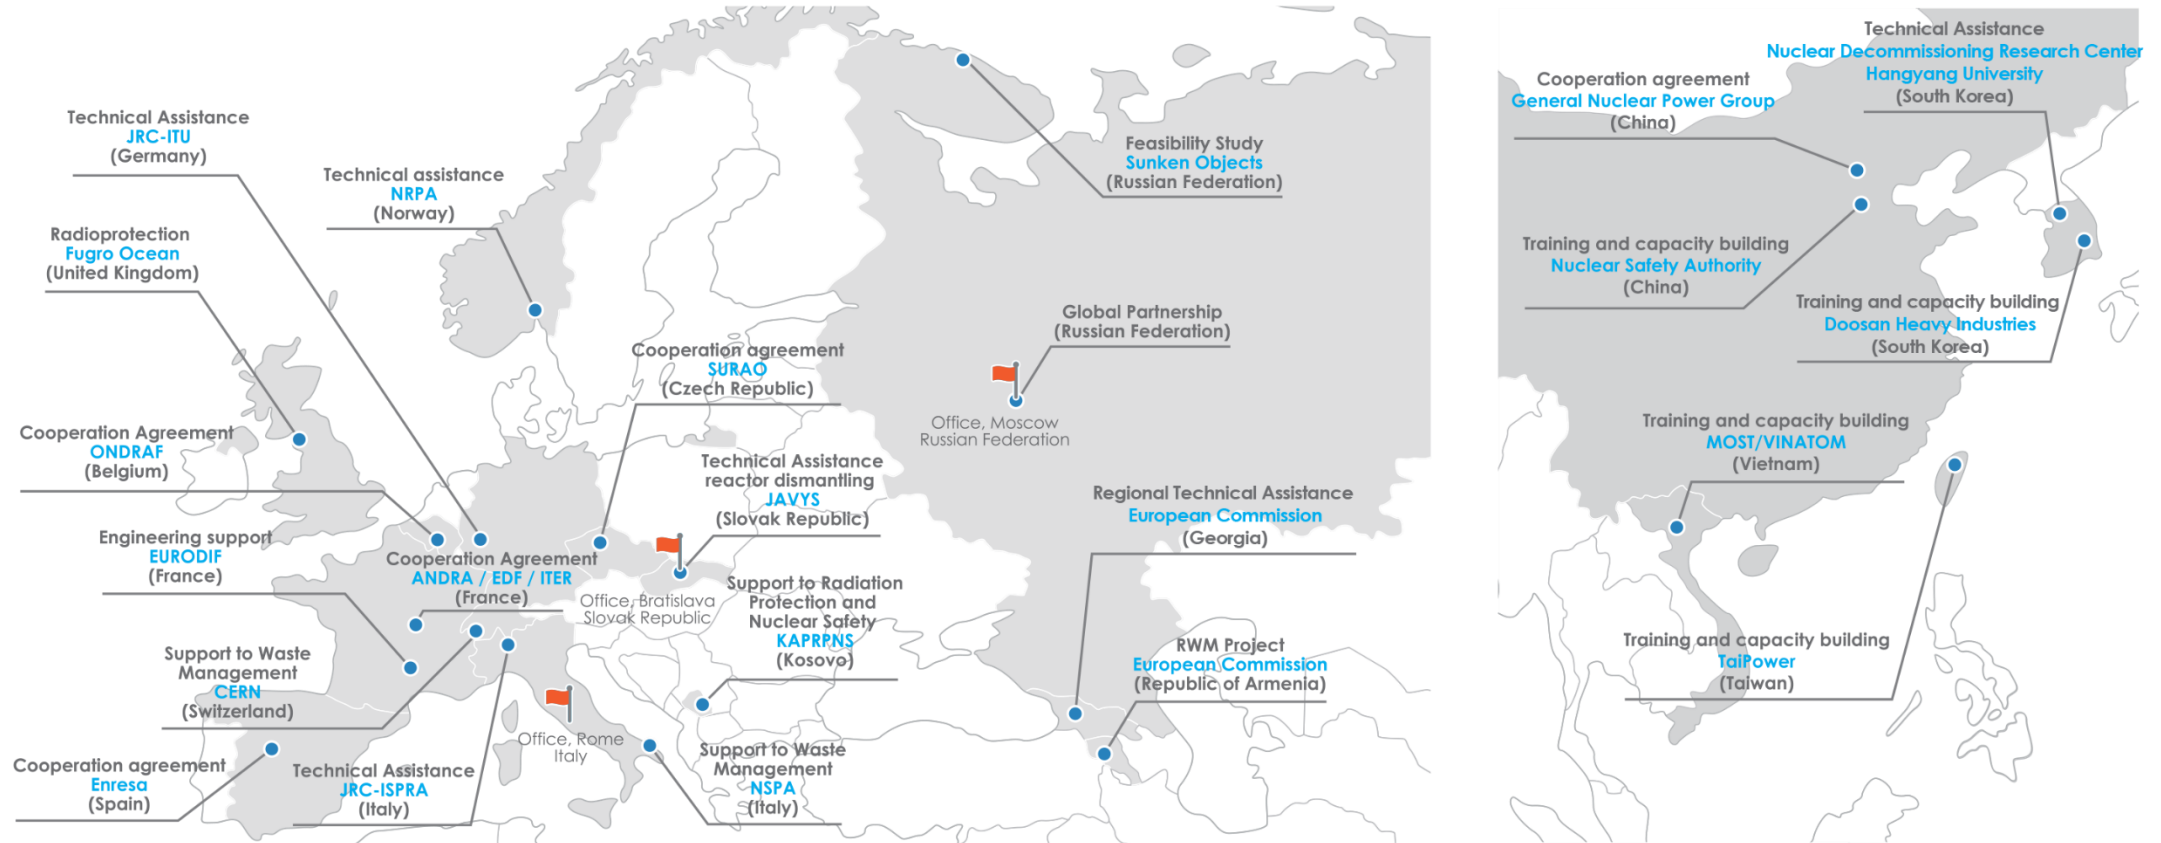 Technical Assistance
JRC-ITU
(Germany)
Technical assistance
NRPA
(Norway)
Radioprotection
Fugro Ocean
(United Kingdom)
Feasibility Study
Sunken Objects
(Russian Federation)
Global Partnership
(Russian Federation)
Office, Moscow
Russian Federation
Cooperation agreement
SURAO
(Czech Republic)
Cooperation Agreement
ONDRAF
(Belgium)
Technical Assistance
reactor dismantling
JAVYS
(Slovak Republic)
Regional Technical Assistance
European Commission
(Georgia)
Engineering support
EURODIF
(France)
Cooperation Agreement
ANDRA / EDF / ITER
(France)
Office, Bratislava
Slovak Republic
Support to Radiation
Protection and
Nuclear Safety
KAPRPNS
(Kosovo)
Support to Waste
Management
CERN
(Switzerland)
RWM Project
European Commission
(Republic of Armenia)
Office, Rome
Italy
Cooperation agreement
Enresa
(Spain)
Technical Assistance
JRC-ISPRA
(Italy)
Support to Waste
Management
NSPA
(Italy)
Technical Assistance
Nuclear Decommissioning Research Center
Hangyang University
(South Korea)
Cooperation agreement
General Nuclear Power Group
(China)
Training and capacity building
Nuclear Safety Authority
(China)
Training and capacity building
Doosan Heavy Industries
(South Korea)
Training and capacity building
MOST/VINATOM
(Vietnam)
Training and capacity building
TaiPower
(Taiwan)